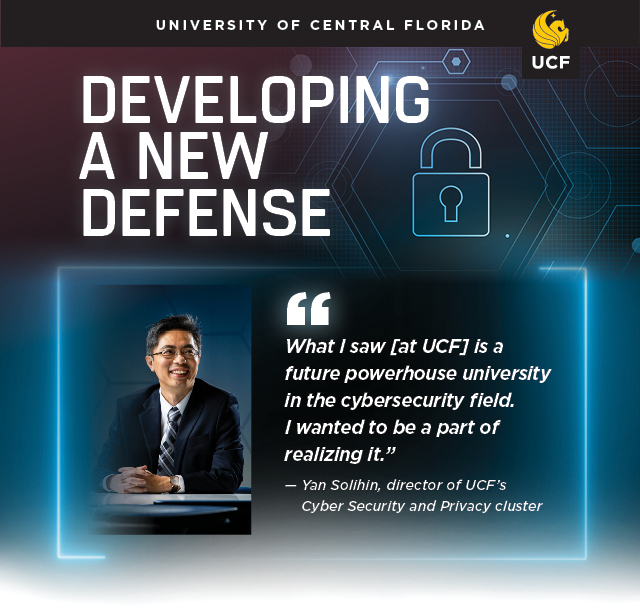 UNIVERSITY OF CENTRAL FLORIDA
UCF
DEVELOPING
A NEW
DEFENSE
“
What I saw [at UCF] is a
future powerhouse university
in the cybersecurity field.
I wanted to be a part of
realizing it.”
— Yan Solihin, director of UCF’s
Cyber Security and Privacy cluster